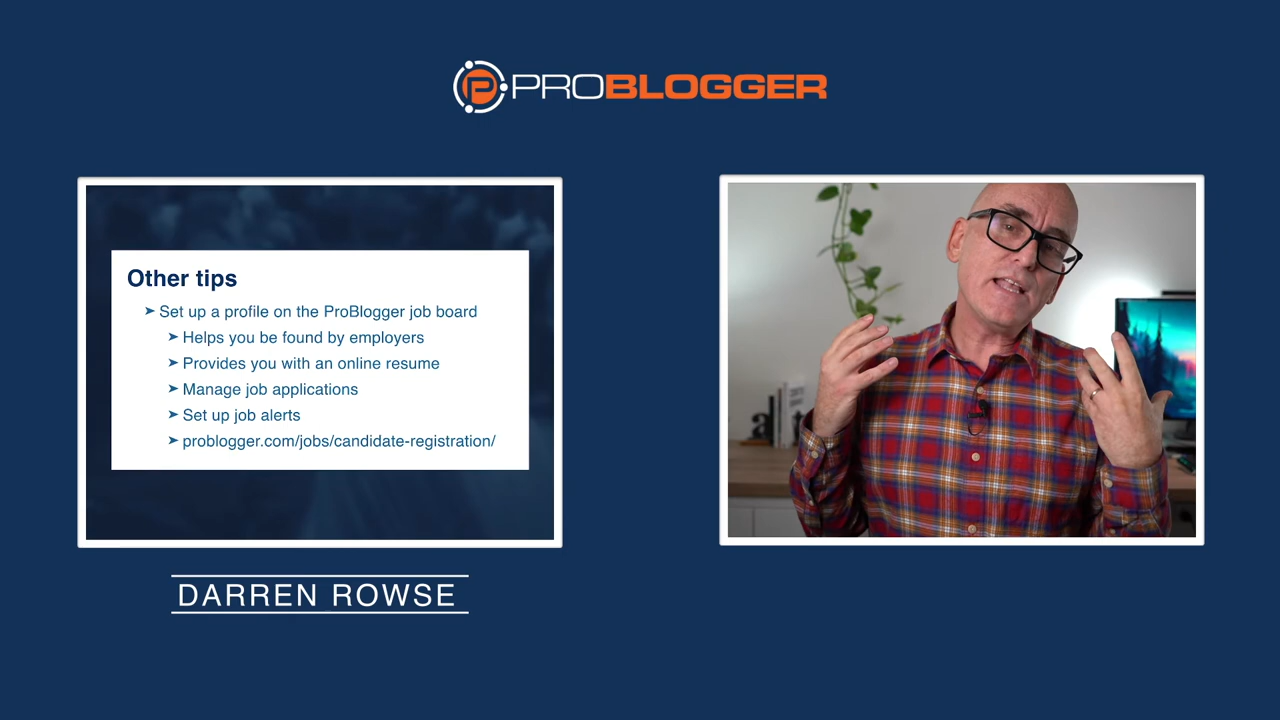 PROBLOGGER
Other tips
➤ Set up a profile on the ProBlogger job board
➤ Helps you be found by employers
➤ Provides you with an online resume
➤ Manage job applications
➤ Set up job alerts
➤ problogger.com/jobs/candidate-registration/
DARREN ROWSE